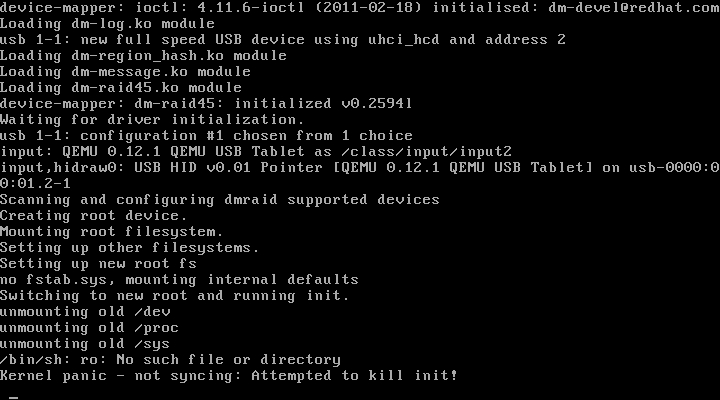 device-mapper: ioctl: 4.11.6-ioctl (2011-02-18) initialised: dm-devel@redhat.com
Loading dm-log.ko module
usb 1-1: new full speed USB device using uhci_hcd and address 2
Loading dm-region_hash.ko module
Loading dm-message.ko module
Loading dm-raid45.ko module
device-mapper: dm-raid45: initialized v0.2594l
Waiting for driver initialization.
usb 1-1: configuration #1 chosen from 1 choice
input: QEMU 0.12.1 QEMU USB Tablet as /class/input/input2
input,hidraw0: USB HID v0.01 Pointer [QEMU 0.12.1 QEMU USB Tablet] on usb-0000:0
0:01.2-1
Scanning and configuring dmraid supported devices
Creating root device.
Mounting root filesystem.
Setting up other filesystems.
Setting up new root fs
no fstab.sys, mounting internal defaults
Switching to new root and running init.
unmounting old /dev
unmounting old /proc
unmounting old /sys
/bin/sh: ro: No such file or directory
Kernel panic - not syncing: Attempted to kill init!